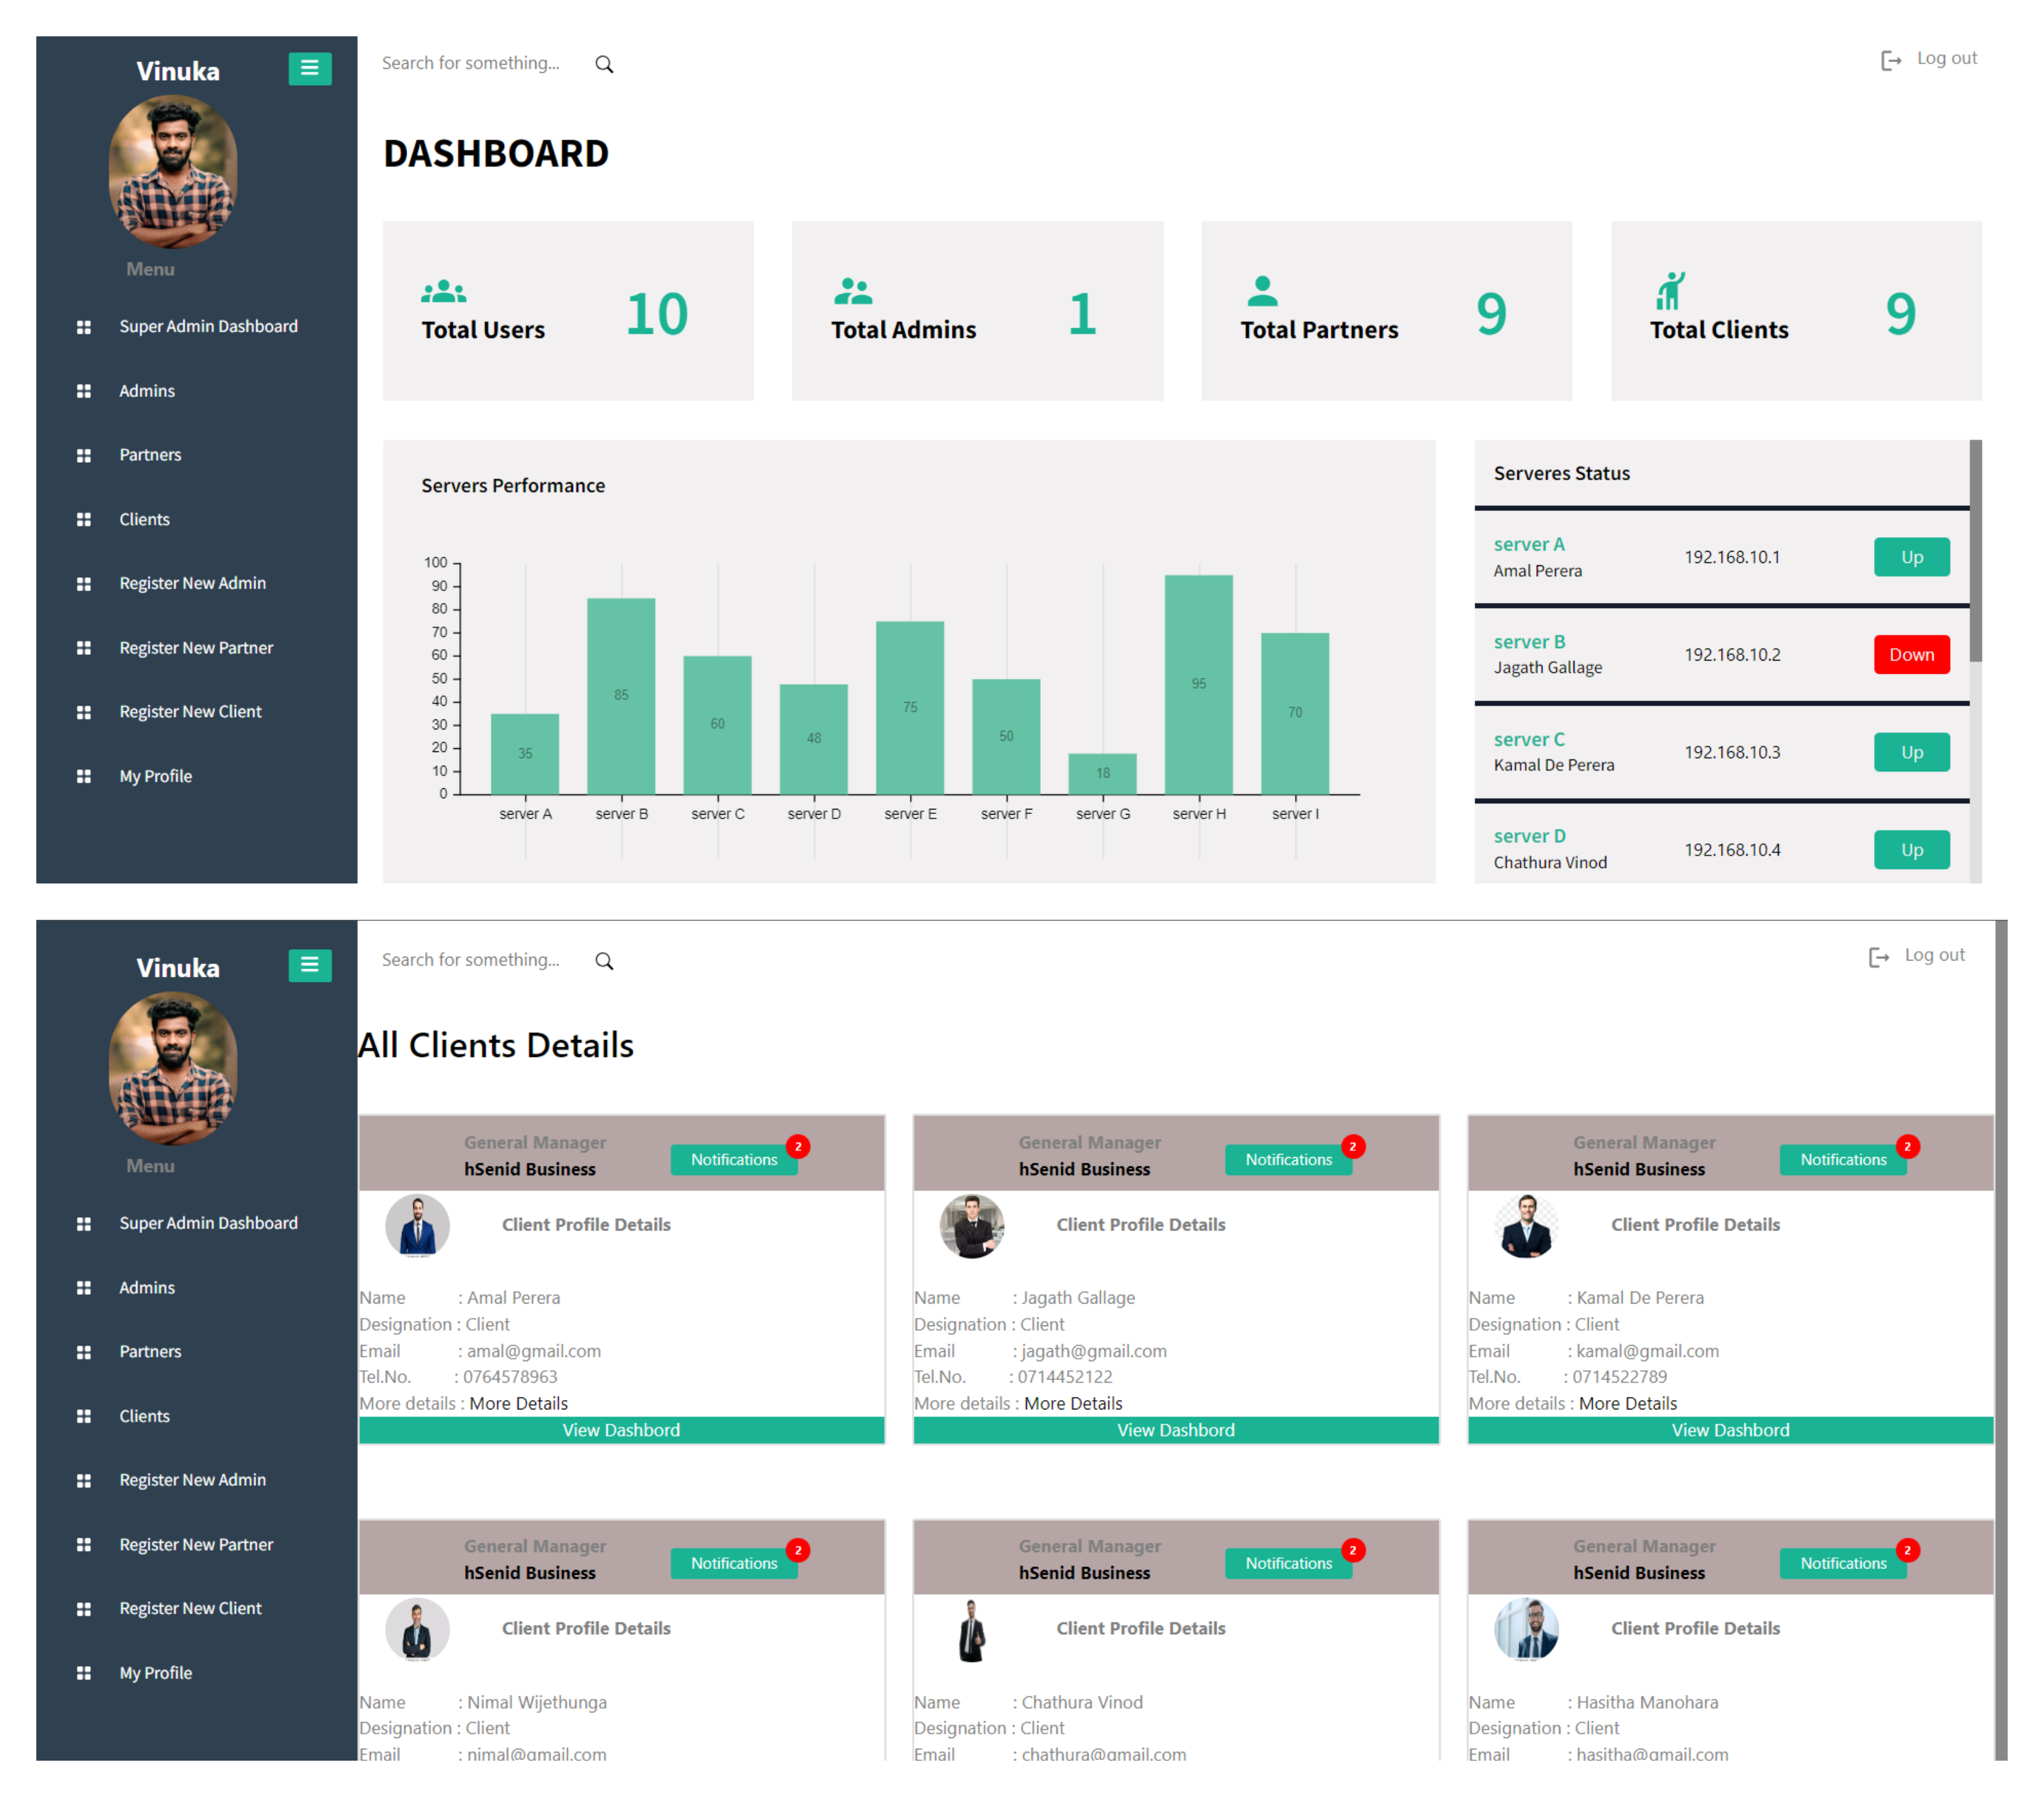 Vinuka
Search for something...
Log out
Menu
Super Admin Dashboard
Admins
Partners
Clients
Register New Admin
Register New Partner
Register New Client
My Profile
DASHBOARD
Total Users 10
Total Admins 1
Total Partners 9
Total Clients 9
Servers Performance
100
90
80
70
60
50
40
30
20
10
0
35 85 60 48 75 50 18 95 70
server A server B server C server D server E server F server G server H server I
Serveres Status
server A
Amal Perera
192.168.10.1
Up
server B
Jagath Gallage
192.168.10.2
Down
server C
Kamal De Perera
192.168.10.3
Up
server D
Chathura Vinod
192.168.10.4
Up
Vinuka
Search for something...
Log out
Menu
Super Admin Dashboard
Admins
Partners
Clients
Register New Admin
Register New Partner
Register New Client
My Profile
All Clients Details
General Manager
hSenid Business
Notifications 2
Client Profile Details
Name : Amal Perera
Designation : Client
Email : amal@gmail.com
Tel.No. : 0764578963
More details : More Details
View Dashbord
General Manager
hSenid Business
Notifications 2
Client Profile Details
Name : Jagath Gallage
Designation : Client
Email : jagath@gmail.com
Tel.No. : 0714452122
More details : More Details
View Dashbord
General Manager
hSenid Business
Notifications 2
Client Profile Details
Name : Kamal De Perera
Designation : Client
Email : kamal@gmail.com
Tel.No. : 0714522789
More details : More Details
View Dashbord
General Manager
hSenid Business
Notifications 2
Client Profile Details
Name : Nimal Wijethunga
Designation : Client
Email : nimal@gmail.com
General Manager
hSenid Business
Notifications 2
Client Profile Details
Name : Chathura Vinod
Designation : Client
Email : chathura@gmail.com
General Manager
hSenid Business
Notifications 2
Client Profile Details
Name : Hasitha Manohara
Designation : Client
Email : hasitha@gmail.com